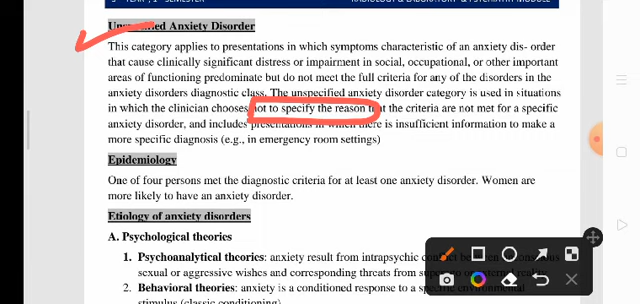 5th YEAR, 1st SEMESTER RADIOLOGY & LABORATORY & PSYCHIATRY MODULE
Unspecified Anxiety Disorder
This category applies to presentations in which symptoms characteristic of an anxiety dis- order
that cause clinically significant distress or impairment in social, occupational, or other important
areas of functioning predominate but do not meet the full criteria for any of the disorders in the
anxiety disorders diagnostic class. The unspecified anxiety disorder category is used in situations
in which the clinician chooses not to specify the reason that the criteria are not met for a specific
anxiety disorder, and includes presentations in which there is insufficient information to make a
more specific diagnosis (e.g., in emergency room settings)
Epidemiology
One of four persons met the diagnostic criteria for at least one anxiety disorder. Women are
more likely to have an anxiety disorder.
Etiology of anxiety disorders
A. Psychological theories
1. Psychoanalytical theories: anxiety result from intrapsychic
sexual or aggressive wishes and corresponding threats from
2. Behavioral theories: anxiety is a conditioned response to a
stimulus (classic conditioning)